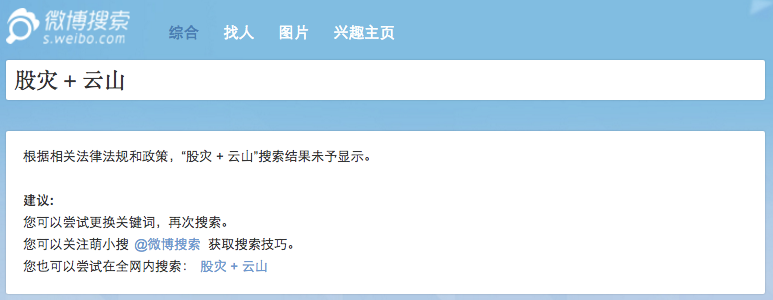 微博搜索
s.weibo.com
综合 找人 图片 兴趣主页
股灾 + 云山
根据相关法律法规和政策，“股灾 + 云山”搜索结果未予显示。
建议：
您可以尝试更换关键词，再次搜索。
您可以关注萌小搜 @微博搜索 获取搜索技巧。
您也可以尝试在全网内搜索： 股灾 + 云山